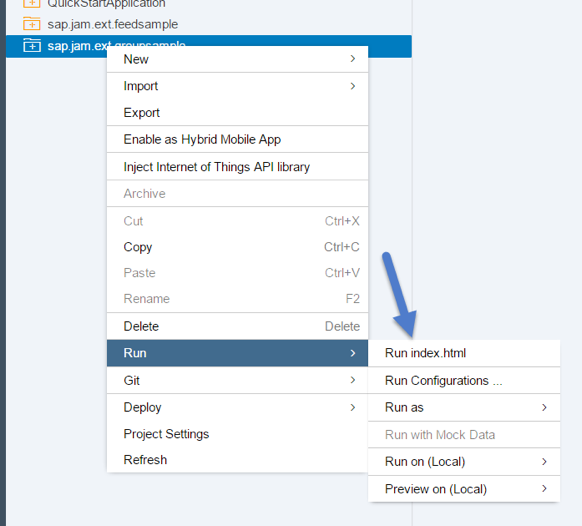 QuickStartApplication
sap.jam.ext.feedsample
sap.jam.ext.groupsample
New
Import
Export
Enable as Hybrid Mobile App
Inject Internet of Things API library
Archive
Cut Ctrl+X
Copy Ctrl+C
Paste Ctrl+V
Rename F2
Delete Delete
Run
Git
Deploy
Project Settings
Refresh
Run index.html
Run Configurations ...
Run as
Run with Mock Data
Run on (Local)
Preview on (Local)